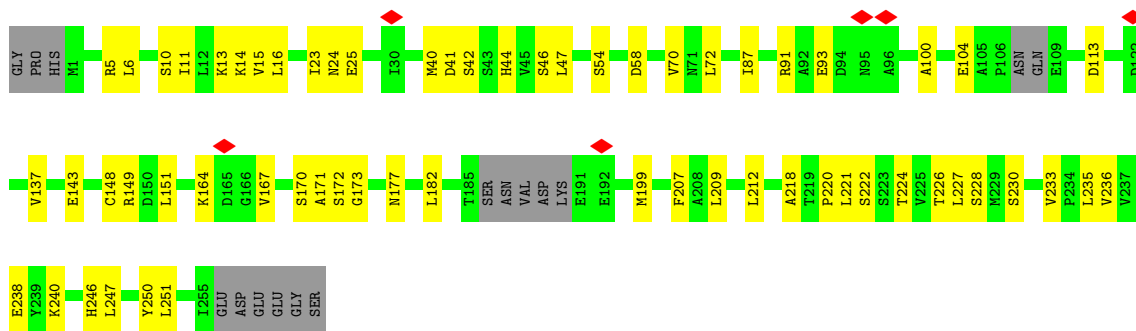 GLY PRO HIS M1 R5 L6 S10 I11 L12 K13 K14 V15 L16 I23 N24 E25 I30 M40 D41 S42 S43 H44 V45 S46 L47 S54 D58 V70 N71 L72 I87 R91 A92 E93 D94 N95 A96 A100 E104 A105 P106 ASN GLN E109 D113
V137 E143 C148 R149 D150 L151 K164 D165 G166 V167 S170 A171 S172 G173 N177 L182 T185 SER ASN VAL ASP LYS E191 E192 M199 F207 A208 L209 L212 A218 T219 P220 L221 S222 S223 T224 V225 T226 L227 S228 M229 S230 V233 P234 L235 V236 V237
E238 Y239 K240 H246 L247 Y250 L251 I255 GLU ASP GLU GLU GLY SER